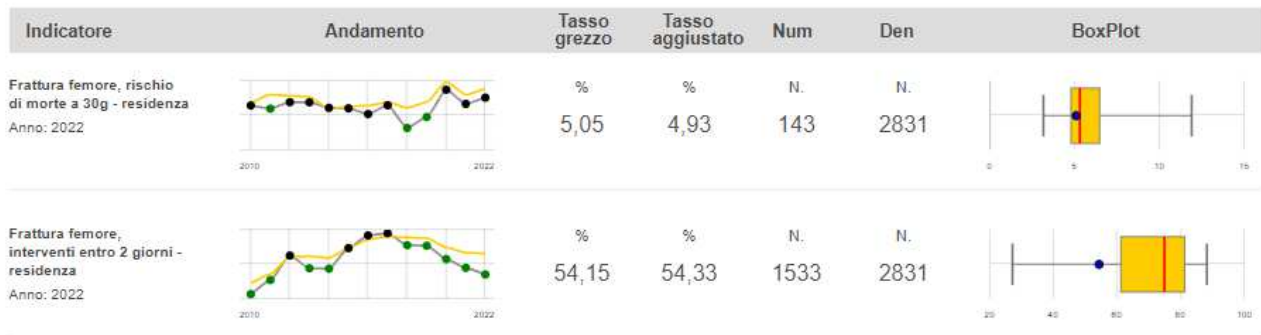 Indicatore Andamento Tasso grezzo Tasso aggiustato Num Den BoxPlot
Frattura femore, rischio
di morte a 30g - residenza
Anno: 2022
2010 2022
% % N. N.
5,05 4,93 143 2831
0 5 10 15
Frattura femore,
interventi entro 2 giorni -
residenza
Anno: 2022
2010 2022
% % N. N.
54,15 54,33 1533 2831
20 40 60 80 100